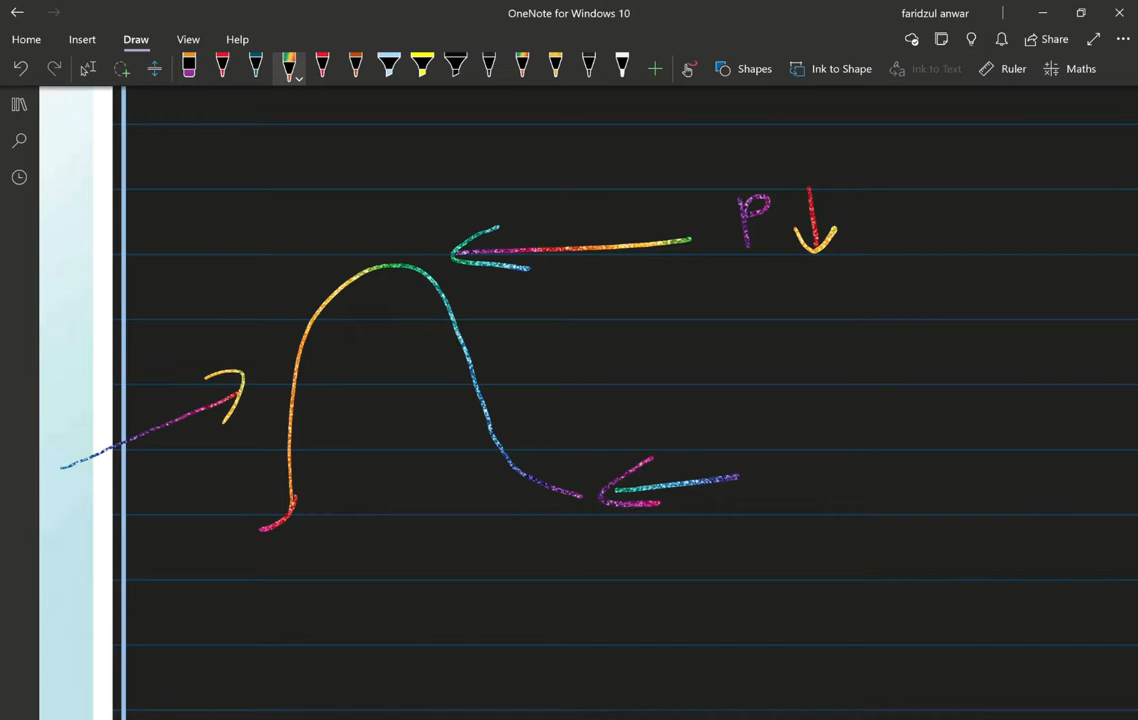 OneNote for Windows 10
faridzul anwar
Home Insert Draw View Help
Share
Shapes Ink to Shape Ink to Text Ruler Maths
P ↓